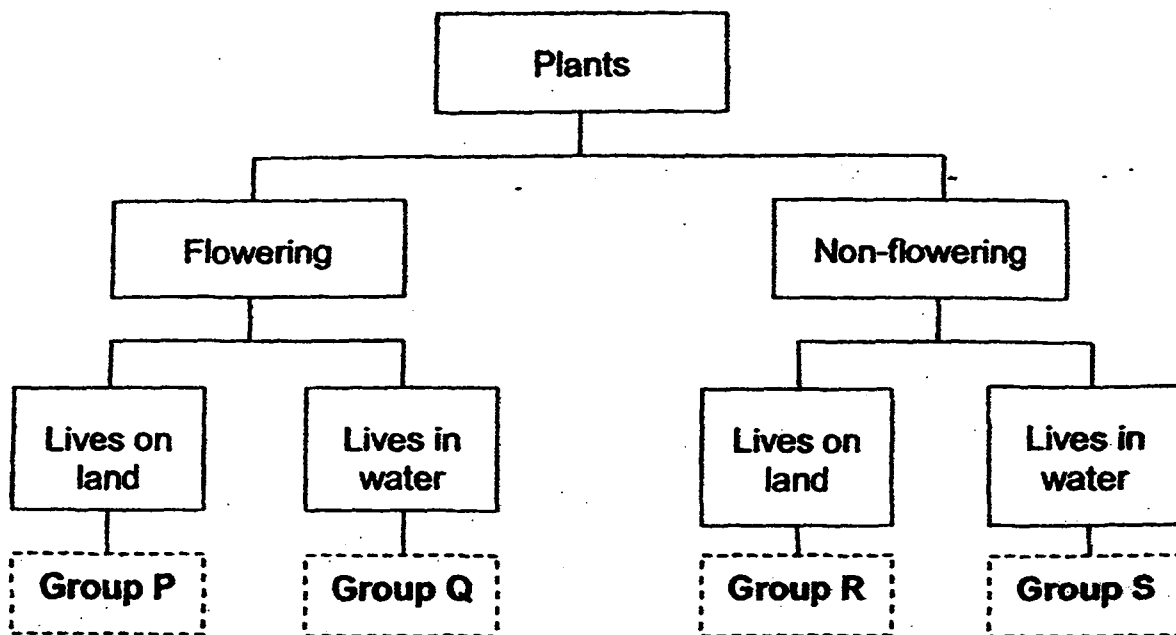 Plants
Flowering
Non-flowering
Lives on
land
Lives in
water
Lives on
land
Lives in
water
Group P
Group Q
Group R
Group S